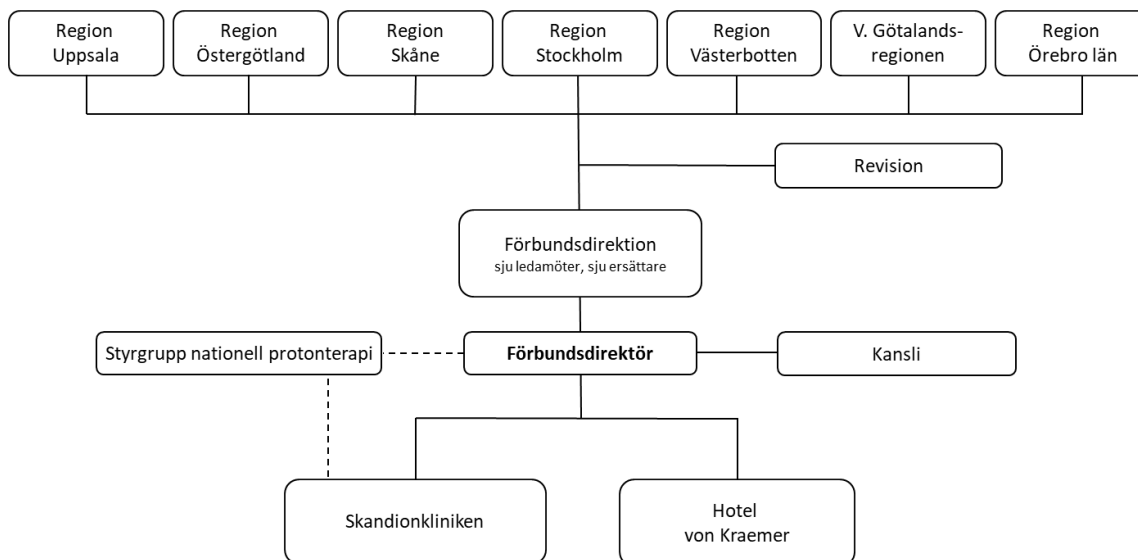 Region
Uppsala
Region
Östergötland
Region
Skåne
Region
Stockholm
Region
Västerbotten
V. Götalands-
regionen
Region
Örebro län
Revision
Förbundsdirektion
sju ledamöter, sju ersättare
Styrgrupp nationell protonterapi
Förbundsdirektör
Kansli
Skandionkliniken
Hotel
von Kraemer